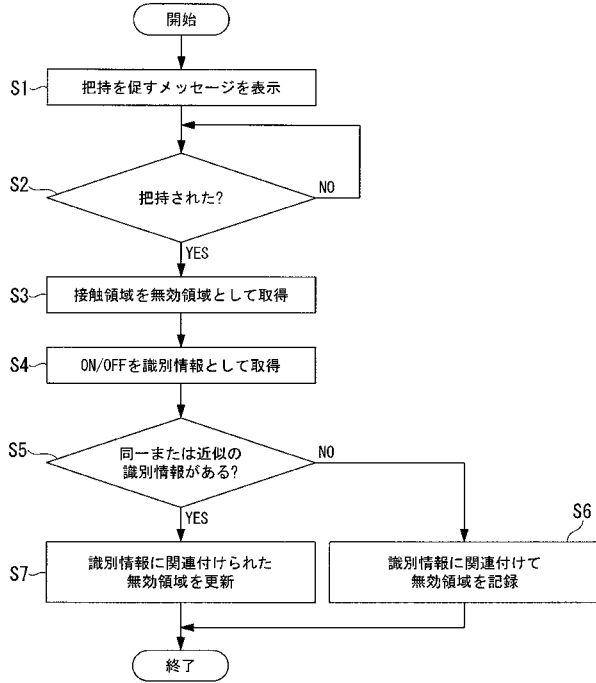 開始
S1
把持を促すメッセージを表示
S2
把持された?
NO
YES
S3
接触領域を無効領域として取得
S4
ON/OFFを識別情報として取得
S5
同一または近似の
識別情報がある?
NO
YES
S6
S7
識別情報に関連付けられた
無効領域を更新
識別情報に関連付けて
無効領域を記録
終了